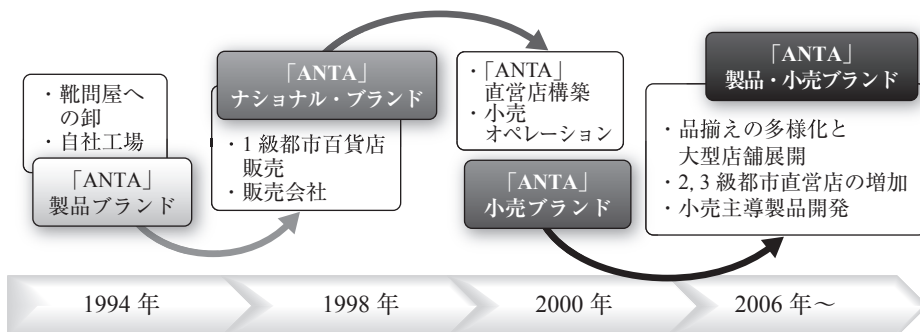 ・靴問屋へ
の卸
・自社工場
「ANTA」
製品ブランド
「ANTA」
ナショナル・ブランド
・1級都市百貨店
販売
・販売会社
・「ANTA」
直営店構築
・小売
オペレーション
「ANTA」
小売ブランド
「ANTA」
製品・小売ブランド
・品揃えの多様化と
大型店舗展開
・2, 3級都市直営店の増加
・小売主導製品開発
1994年
1998年
2000年
2006年～